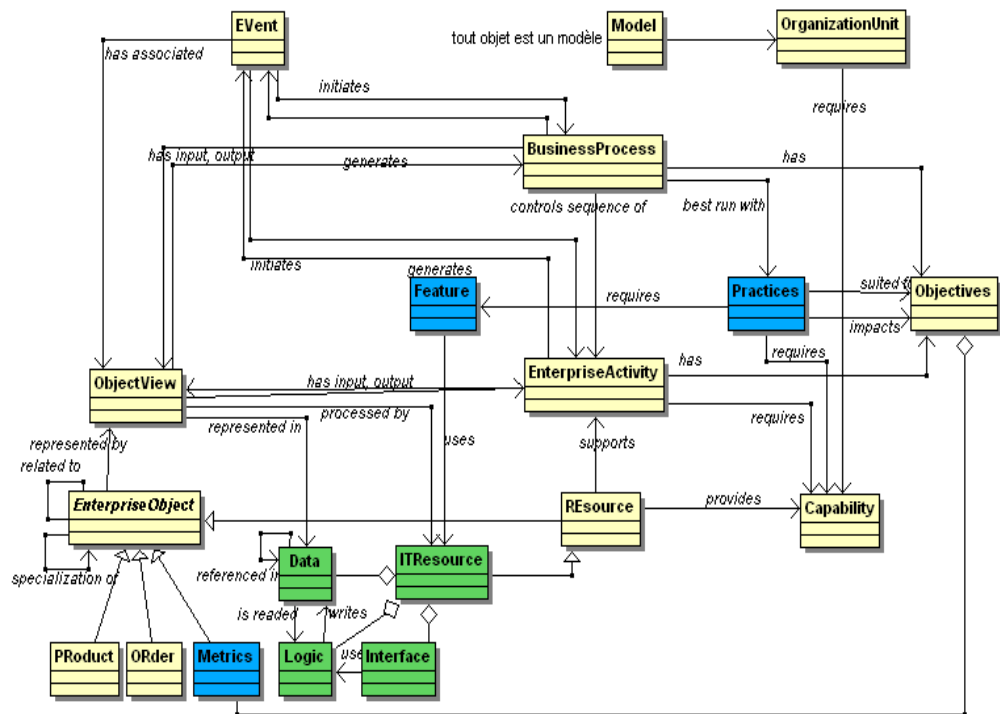 EVent
Model
OrganizationUnit
tout objet est un modèle
has associated
initiates
requires
BusinessProcess
has input, output
generates
has
controls sequence of
best run with
initiates
generates
Feature
requires
Practices
suited f
Objectives
impacts
requires
ObjectView
has input, output
EnterpriseActivity
has
processed by
represented in
requires
represented by
uses
supports
related to
EnterpriseObject
REsource
provides
Capability
specialization of
referenced in
Data
ITResource
is readed
writes
PRoduct
ORder
Metrics
Logic
use
Interface